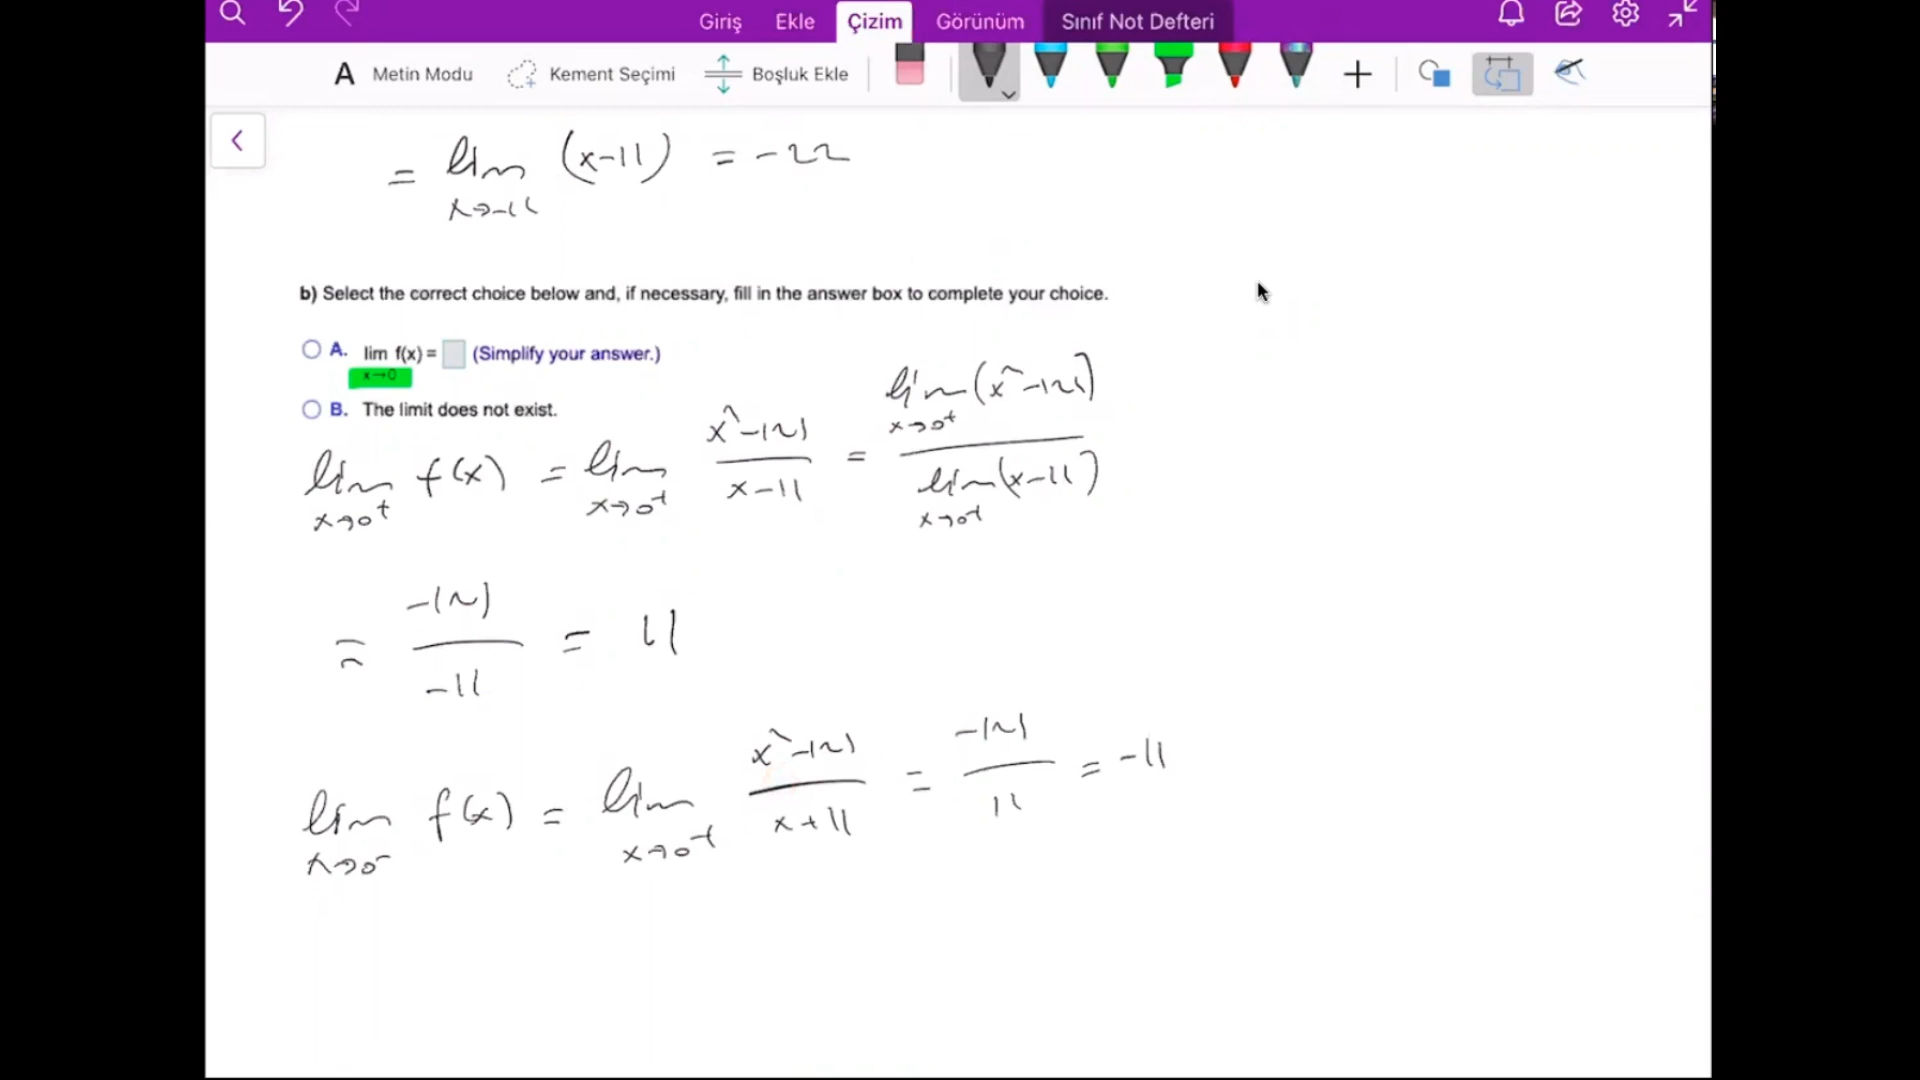 Giriş Ekle Çizim Görünüm Sınıf Not Defteri
A Metin Modu Kement Seçimi Boşluk Ekle
= lim (x-11) = -22
x→-11
b) Select the correct choice below and, if necessary, fill in the answer box to complete your choice.
A. lim f(x) = (Simplify your answer.)
x→0
B. The limit does not exist.
lim f(x) = lim x²-121 / x-11 = lim(x²-121) / lim(x-11)
x→0⁺ x→0⁺ x→0⁺ x→0⁺
= -121 / -11 = 11
lim f(x) = lim x²-121 / x+11 = -121 / 11 = -11
x→0⁻ x→0⁺